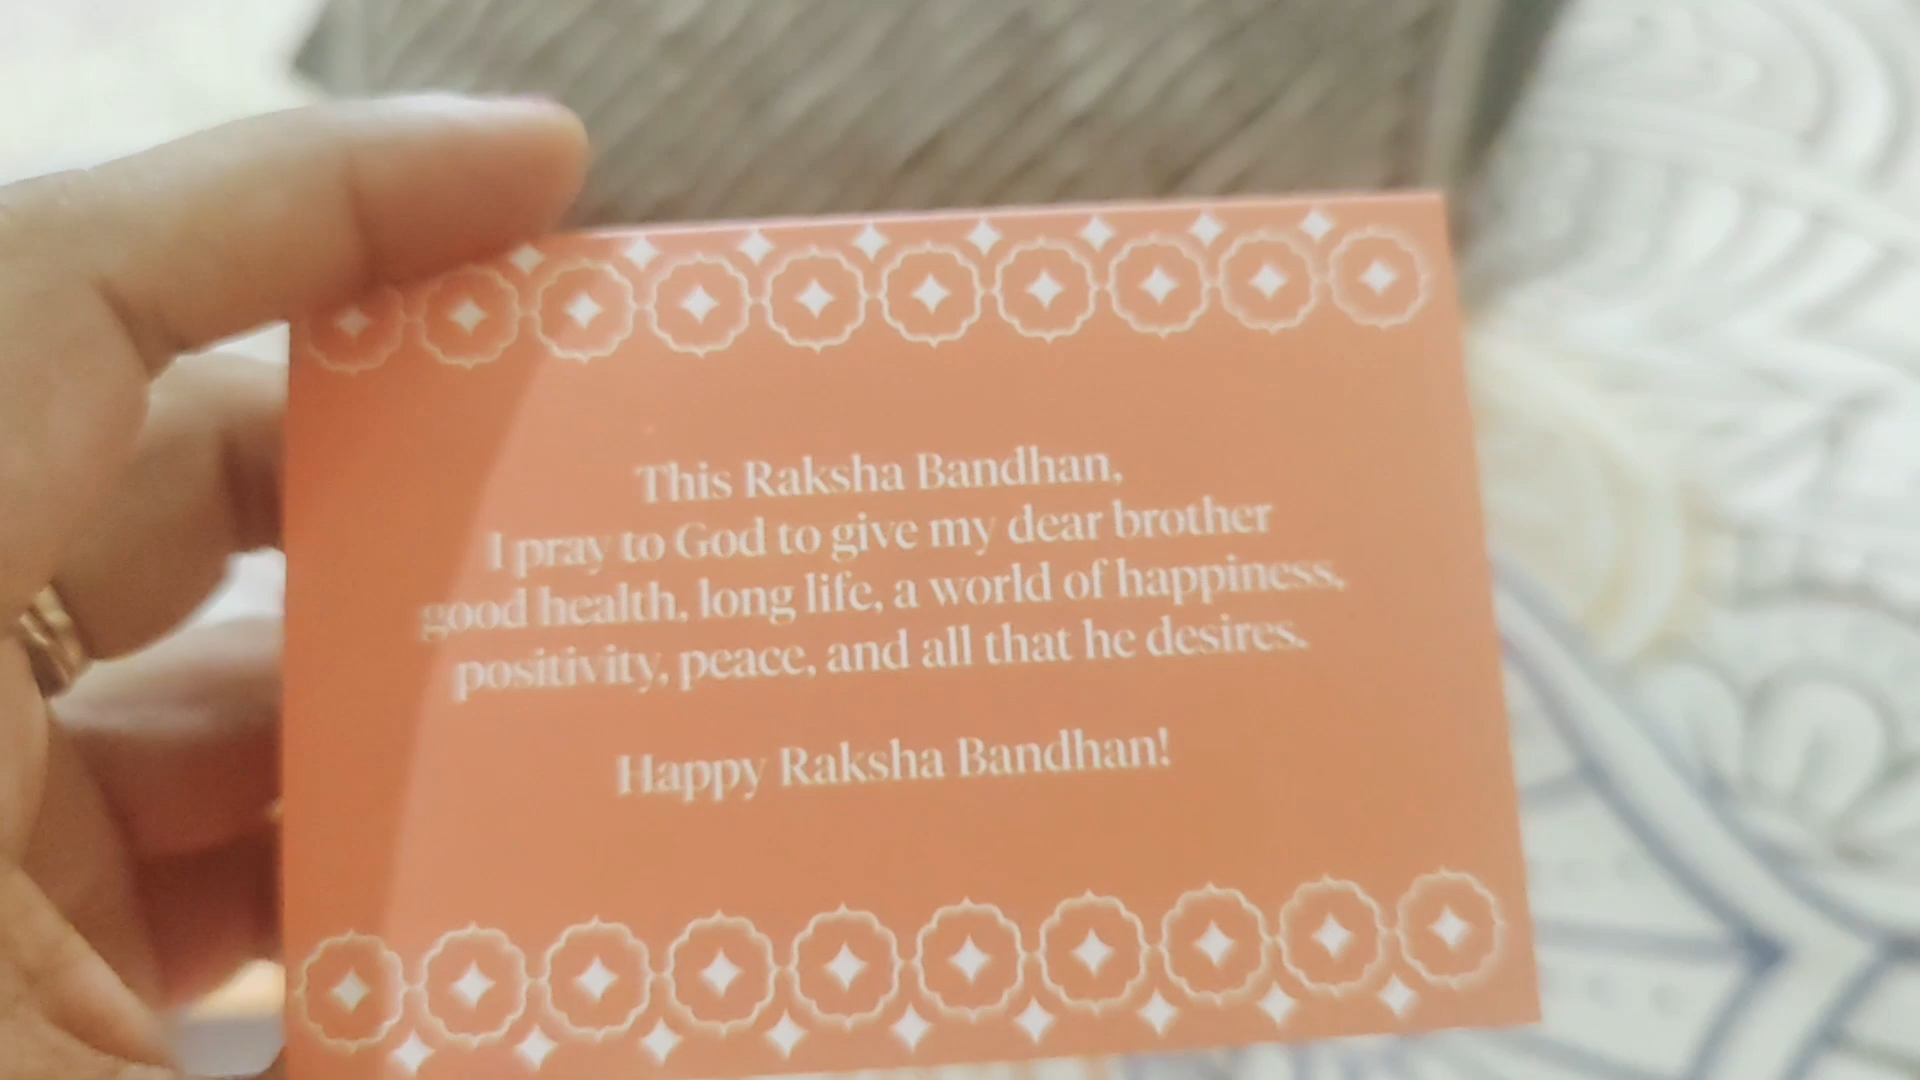 This Raksha Bandhan,
I pray to God to give my dear brother
good health, long life, a world of happiness,
positivity, peace, and all that he desires.
Happy Raksha Bandhan!